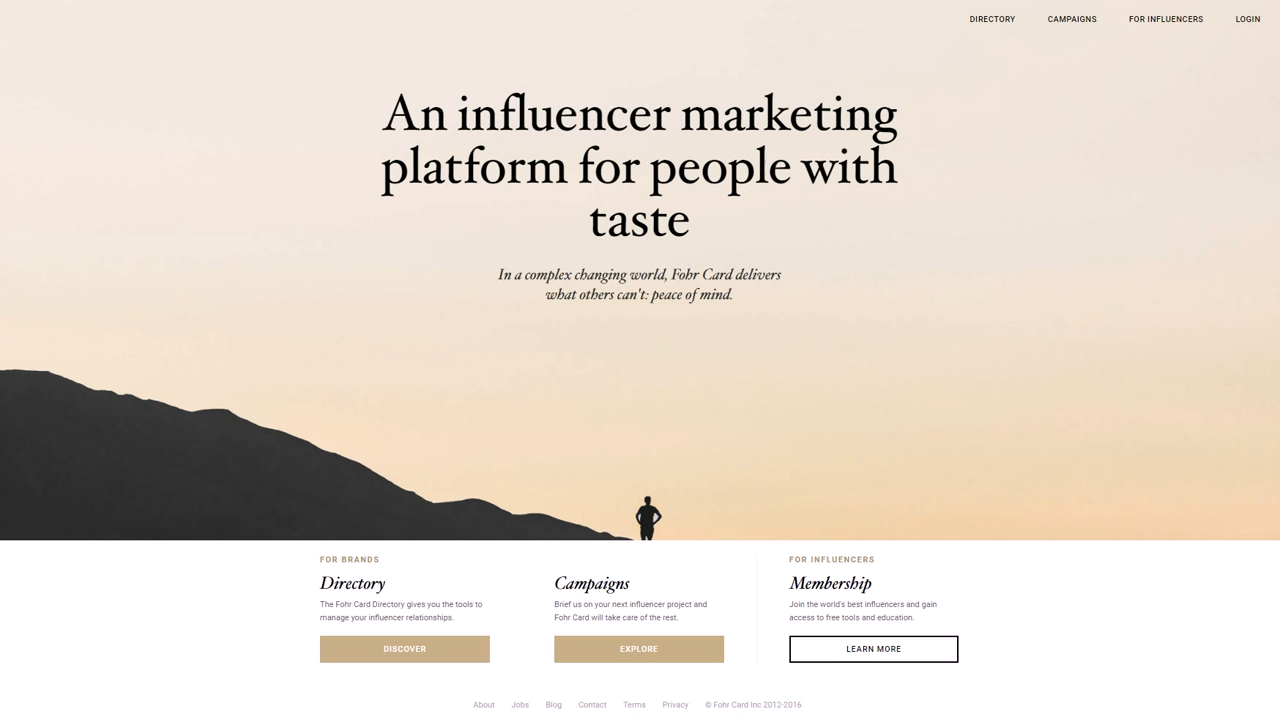 DIRECTORY CAMPAIGNS FOR INFLUENCERS LOGIN
An influencer marketing
platform for people with
taste
In a complex changing world, Fohr Card delivers
what others can't: peace of mind.
FOR BRANDS
Directory
The Fohr Card Directory gives you the tools to
manage your influencer relationships.
DISCOVER
Campaigns
Brief us on your next influencer project and
Fohr Card will take care of the rest.
EXPLORE
FOR INFLUENCERS
Membership
Join the world's best influencers and gain
access to free tools and education.
LEARN MORE
About Jobs Blog Contact Terms Privacy © Fohr Card Inc 2012-2016